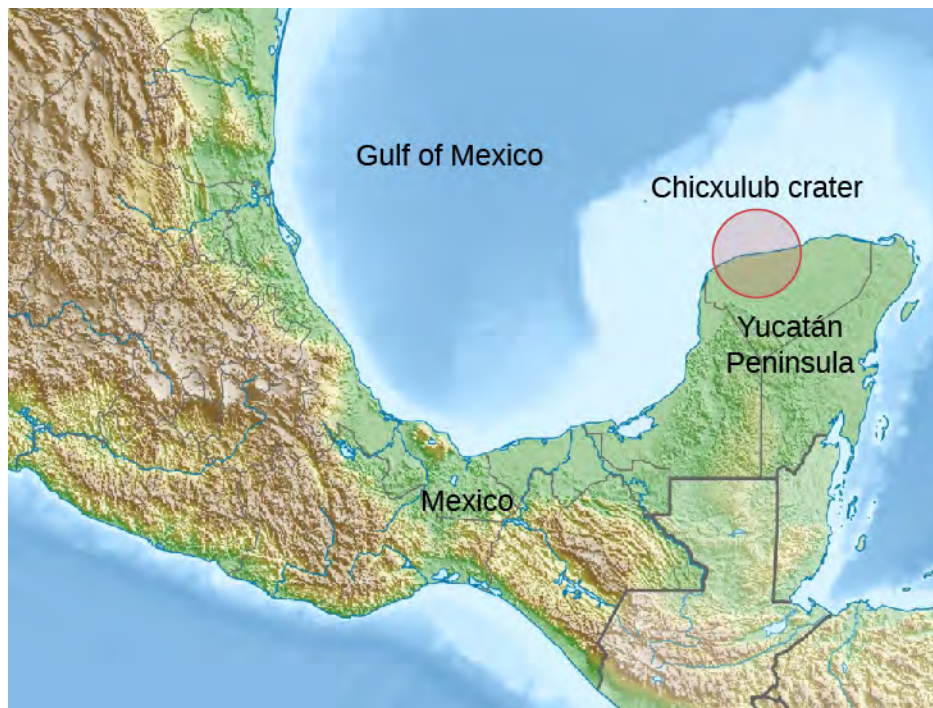 Gulf of Mexico
Chicxulub crater
Yucatán
Peninsula
Mexico